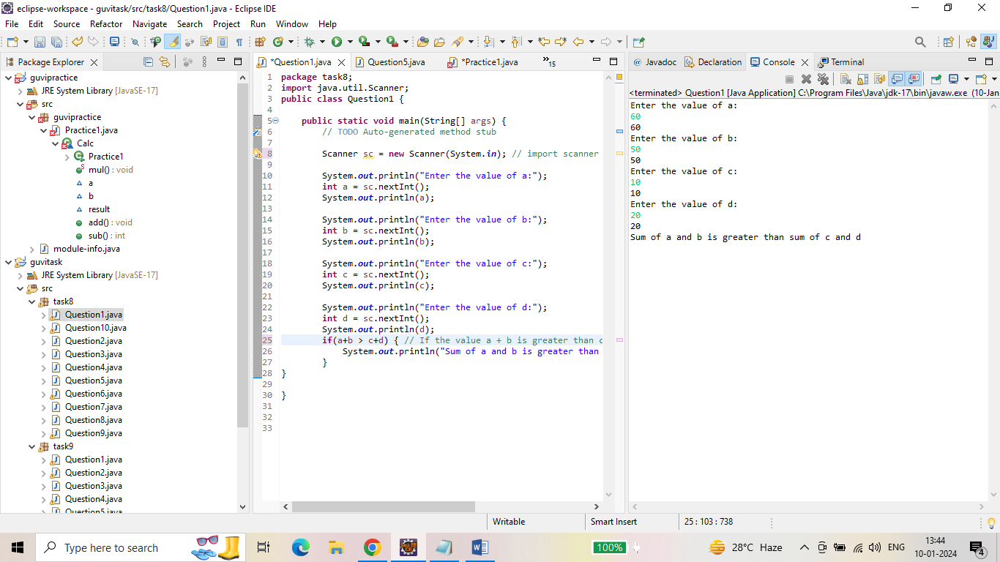 eclipse-workspace - guvitask/src/task8/Question1.java - Eclipse IDE
File Edit Source Refactor Navigate Search Project Run Window Help
Package Explorer
guvipractice
JRE System Library [JavaSE-17]
src
guvipractice
Practice1.java
Calc
Practice1
mul() : void
a
b
result
add() : void
sub() : int
module-info.java
guvitask
JRE System Library [JavaSE-17]
src
task8
Question1.java
Question10.java
Question2.java
Question3.java
Question4.java
Question5.java
Question6.java
Question7.java
Question8.java
Question9.java
task9
Question1.java
Question2.java
Question3.java
Question4.java
Question5.java
*Question1.java Question5.java *Practice1.java »15
1 package task8;
2 import java.util.Scanner;
3 public class Question1 {
4
5 public static void main(String[] args) {
6 // TODO Auto-generated method stub
7
8 Scanner sc = new Scanner(System.in); // import scanner
9
10 System.out.println("Enter the value of a:");
11 int a = sc.nextInt();
12 System.out.println(a);
13
14 System.out.println("Enter the value of b:");
15 int b = sc.nextInt();
16 System.out.println(b);
17
18 System.out.println("Enter the value of c:");
19 int c = sc.nextInt();
20 System.out.println(c);
21
22 System.out.println("Enter the value of d:");
23 int d = sc.nextInt();
24 System.out.println(d);
25 if(a+b > c+d) { // If the value a + b is greater than c
26 System.out.println("Sum of a and b is greater than
27 }
28 }
29
30 }
31
32
33
@ Javadoc Declaration Console Terminal
<terminated> Question1 [Java Application] C:\Program Files\Java\jdk-17\bin\javaw.exe (10-Jan
Enter the value of a:
60
60
Enter the value of b:
50
50
Enter the value of c:
10
10
Enter the value of d:
20
20
Sum of a and b is greater than sum of c and d
Writable Smart Insert 25 : 103 : 738
Type here to search
100%
28°C Haze
ENG
13:44
10-01-2024
4